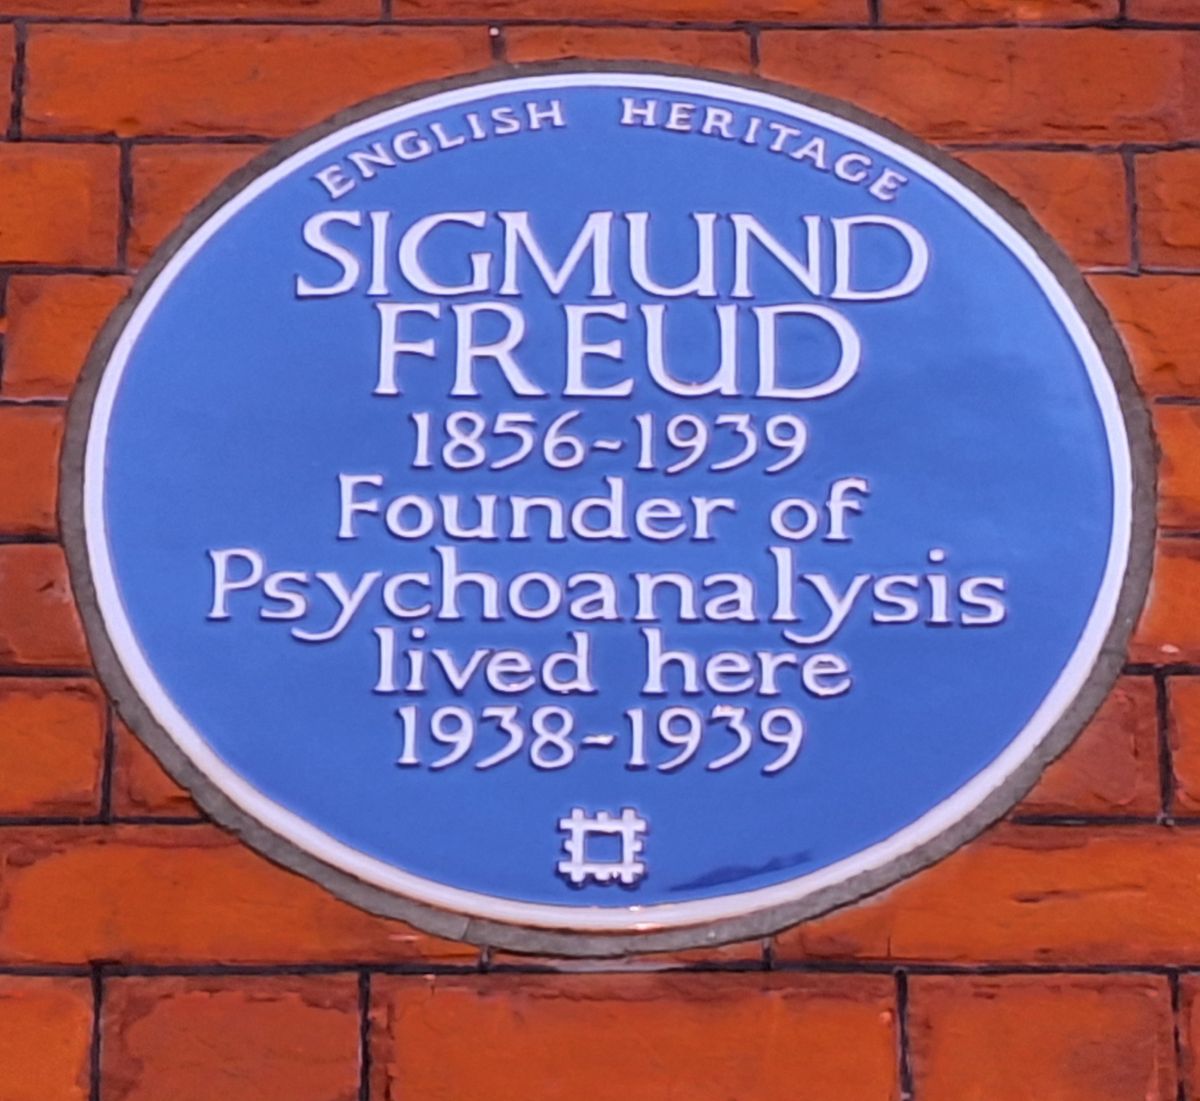 ENGLISH HERITAGE
SIGMUND
FREUD
1856~1939
Founder of
Psychoanalysis
lived here
1938~1939